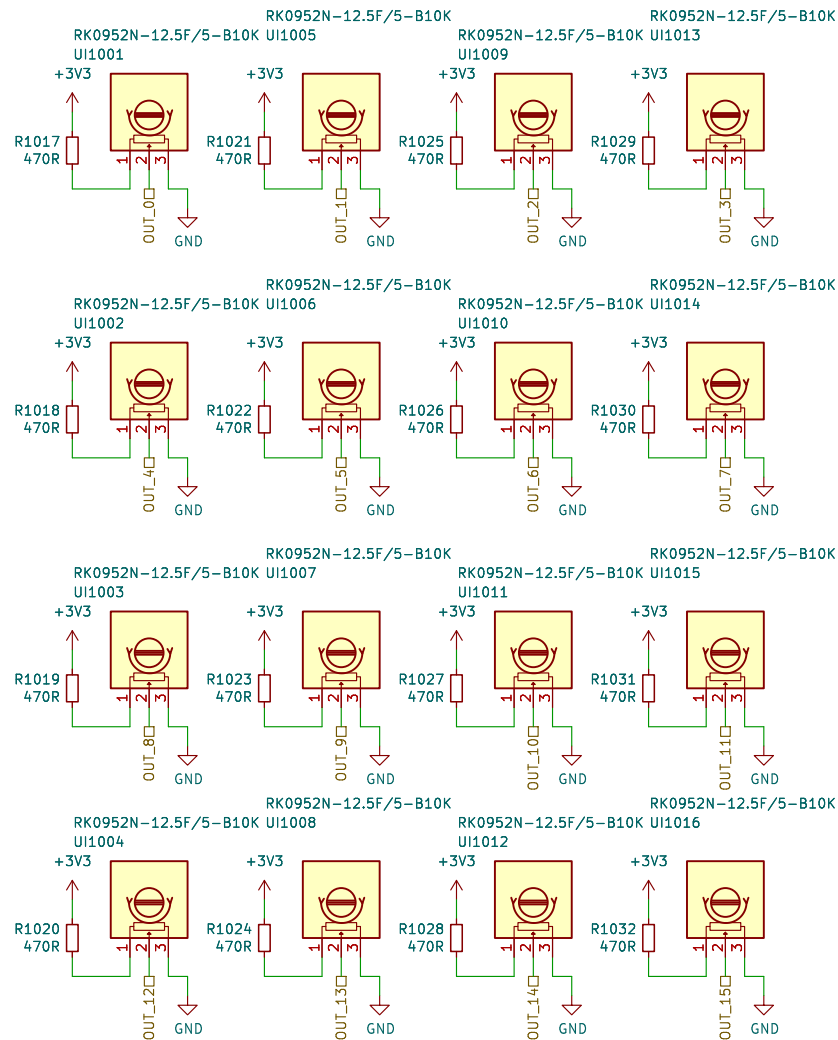 RK0952N-12.5F/5-B10K
UI1001
+3V3
R1017
470R
1
2
3
OUT_0
GND
RK0952N-12.5F/5-B10K
UI1005
+3V3
R1021
470R
1
2
3
OUT_1
GND
RK0952N-12.5F/5-B10K
UI1009
+3V3
R1025
470R
1
2
3
OUT_2
GND
RK0952N-12.5F/5-B10K
UI1013
+3V3
R1029
470R
1
2
3
OUT_3
GND
RK0952N-12.5F/5-B10K
UI1002
+3V3
R1018
470R
1
2
3
OUT_4
GND
RK0952N-12.5F/5-B10K
UI1006
+3V3
R1022
470R
1
2
3
OUT_5
GND
RK0952N-12.5F/5-B10K
UI1010
+3V3
R1026
470R
1
2
3
OUT_6
GND
RK0952N-12.5F/5-B10K
UI1014
+3V3
R1030
470R
1
2
3
OUT_7
GND
RK0952N-12.5F/5-B10K
UI1003
+3V3
R1019
470R
1
2
3
OUT_8
GND
RK0952N-12.5F/5-B10K
UI1007
+3V3
R1023
470R
1
2
3
OUT_9
GND
RK0952N-12.5F/5-B10K
UI1011
+3V3
R1027
470R
1
2
3
OUT_10
GND
RK0952N-12.5F/5-B10K
UI1015
+3V3
R1031
470R
1
2
3
OUT_11
GND
RK0952N-12.5F/5-B10K
UI1004
+3V3
R1020
470R
1
2
3
OUT_12
GND
RK0952N-12.5F/5-B10K
UI1008
+3V3
R1024
470R
1
2
3
OUT_13
GND
RK0952N-12.5F/5-B10K
UI1012
+3V3
R1028
470R
1
2
3
OUT_14
GND
RK0952N-12.5F/5-B10K
UI1016
+3V3
R1032
470R
1
2
3
OUT_15
GND